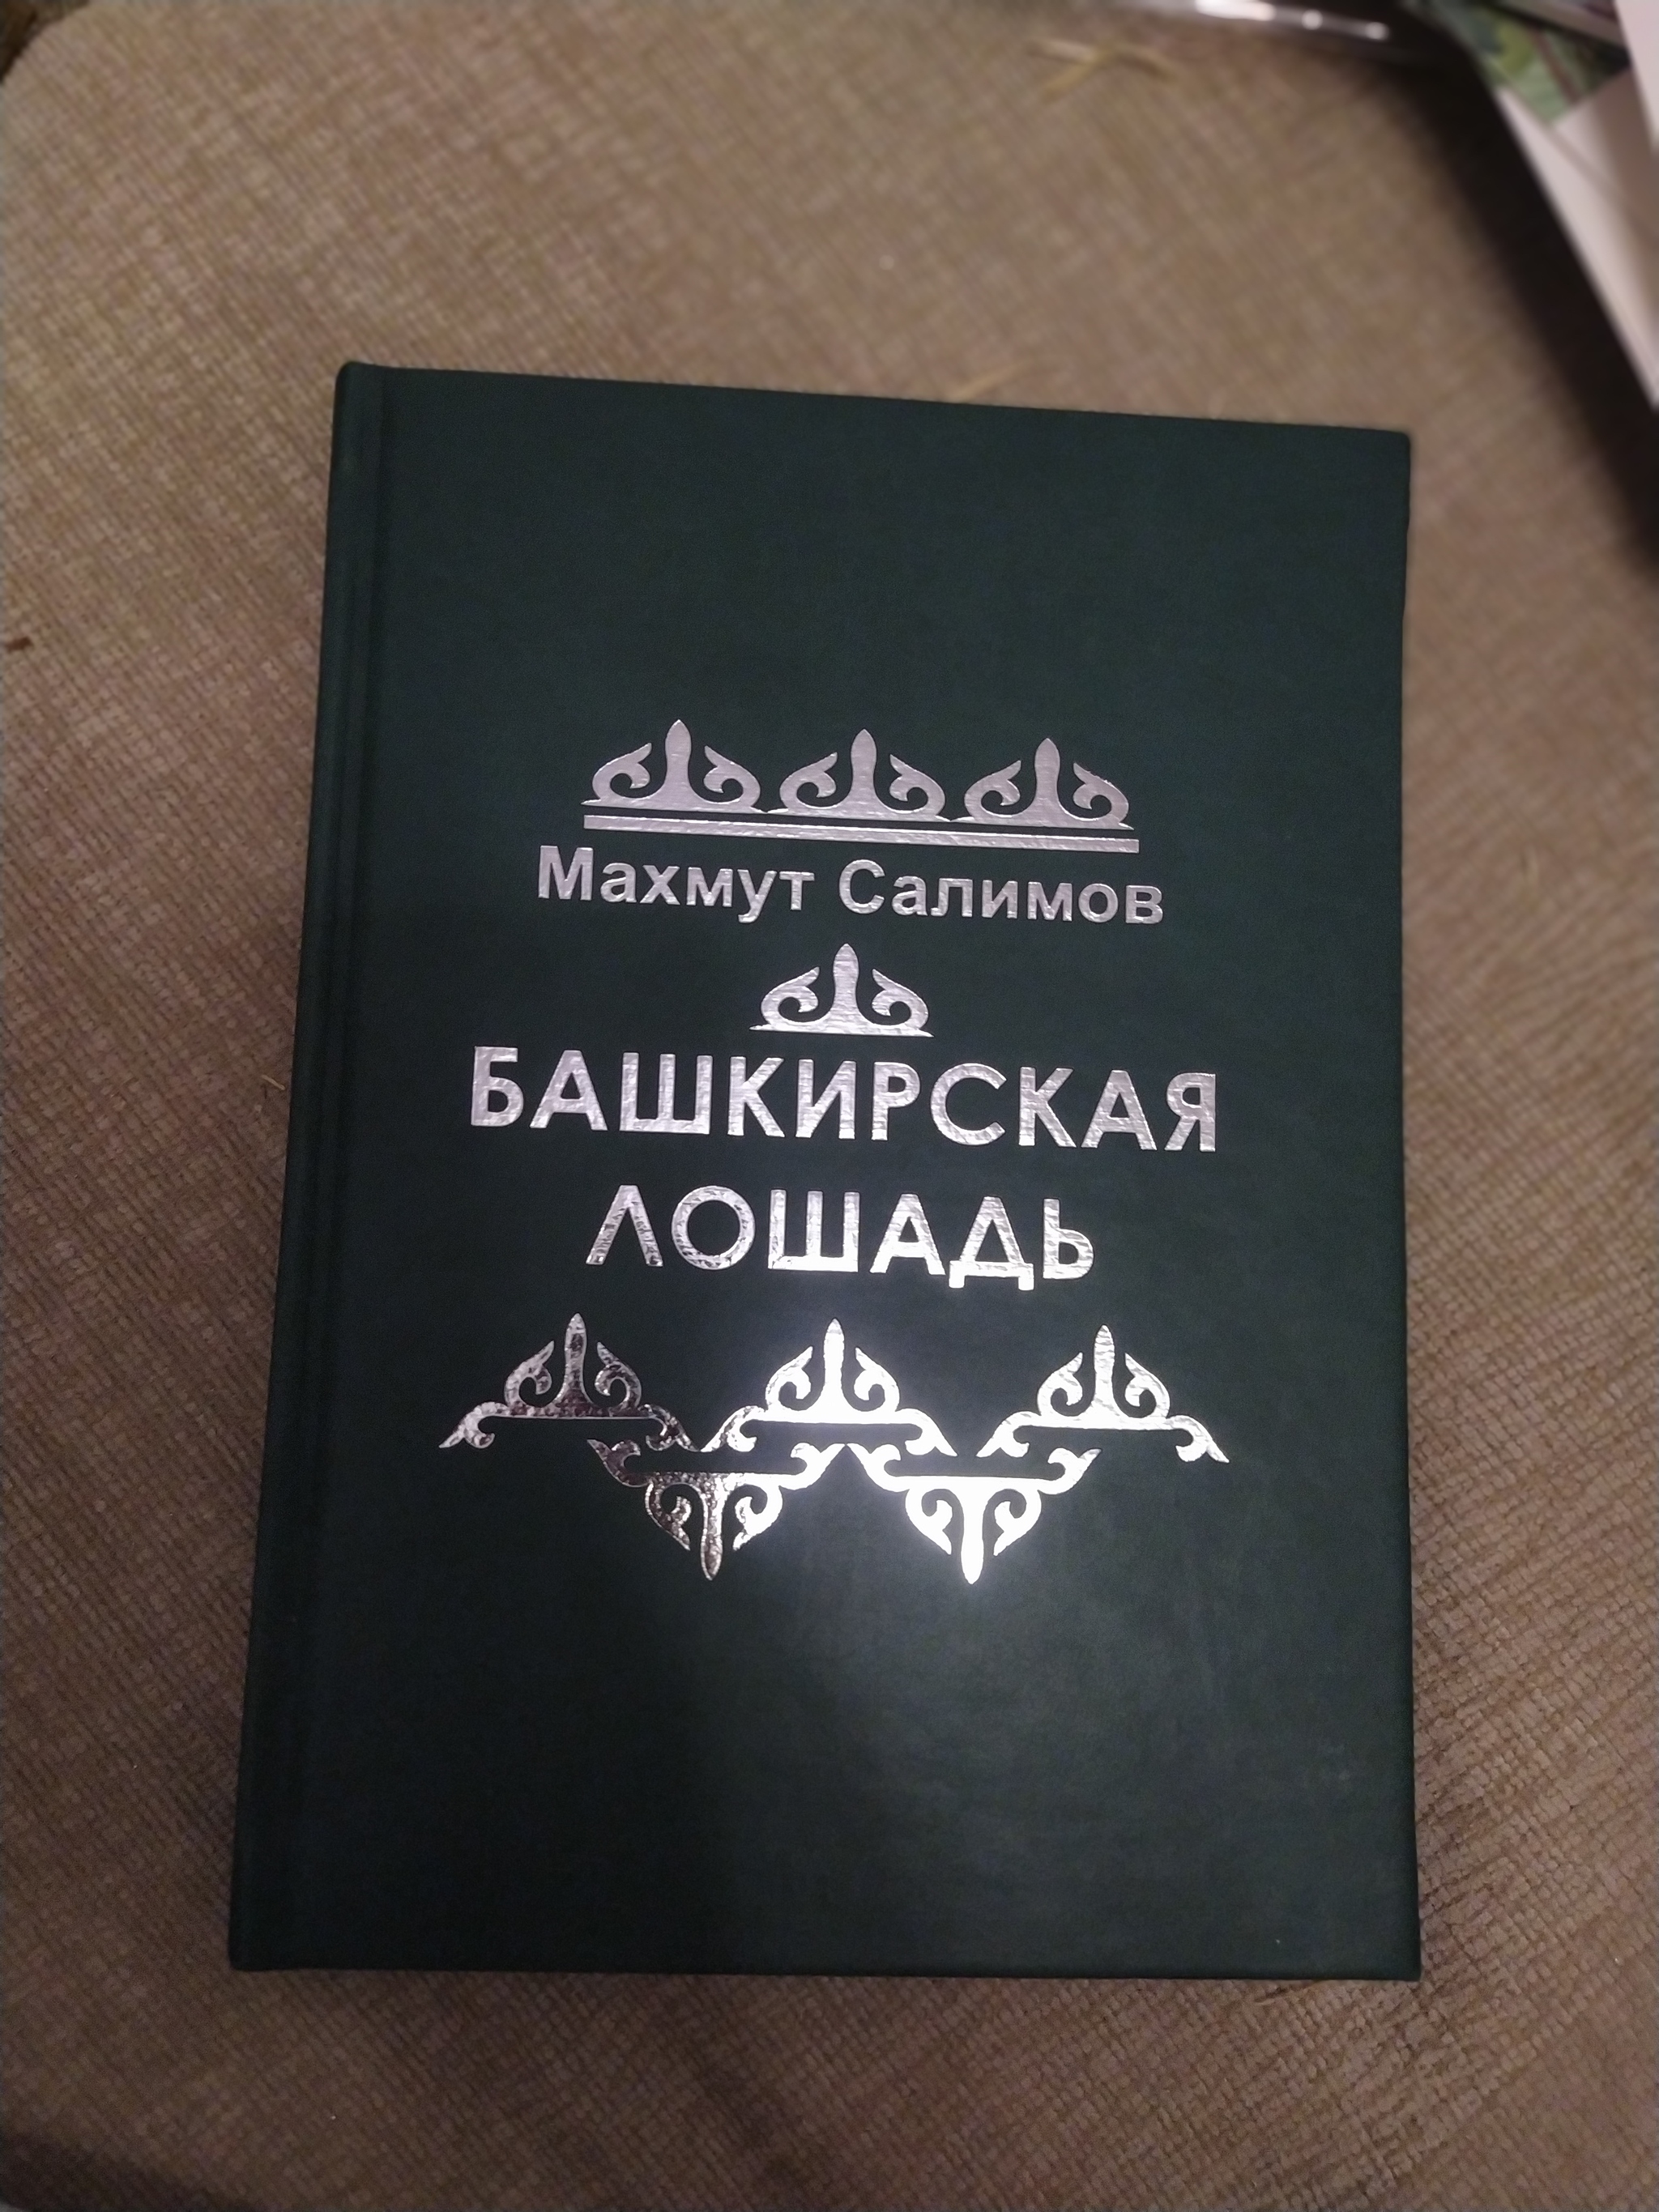 Махмут Салимов
БАШКИРСКАЯ
ЛОШАДЬ